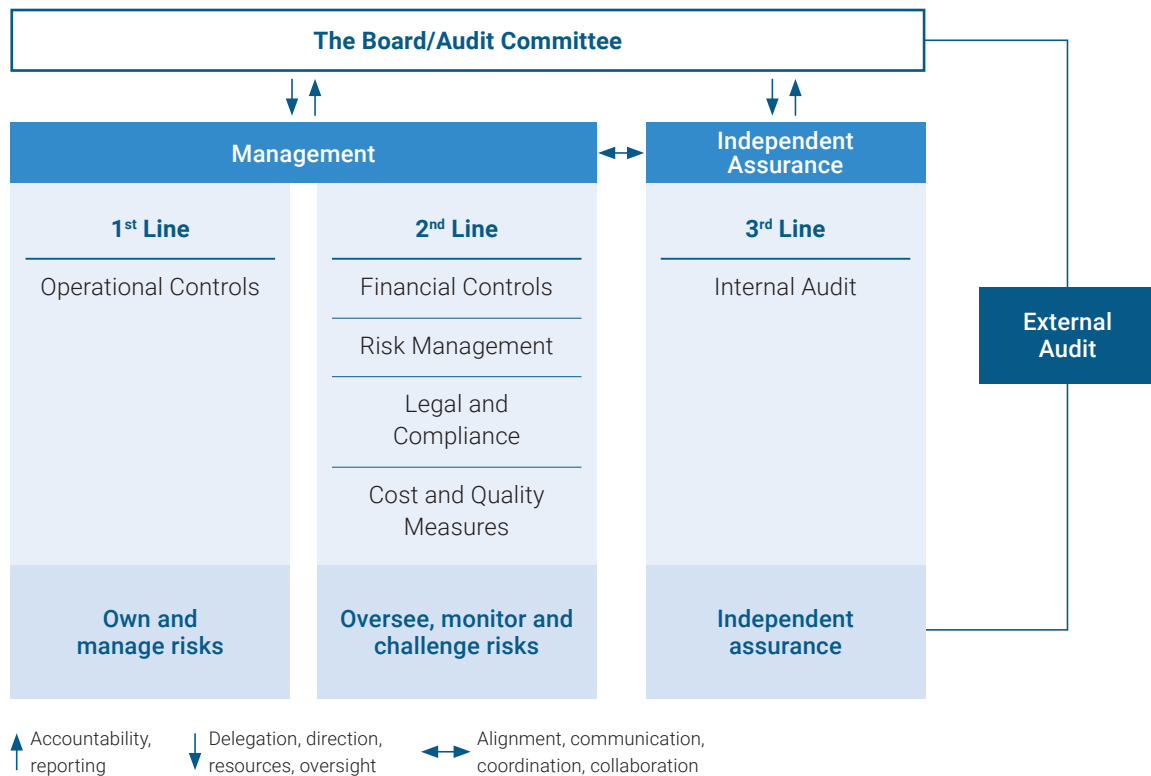 The Board/Audit Committee
Management
Independent
Assurance
1st Line
Operational Controls
Own and
manage risks
2nd Line
Financial Controls
Risk Management
Legal and
Compliance
Cost and Quality
Measures
Oversee, monitor and
challenge risks
3rd Line
Internal Audit
Independent
assurance
External
Audit
Accountability,
reporting
Delegation, direction,
resources, oversight
Alignment, communication,
coordination, collaboration